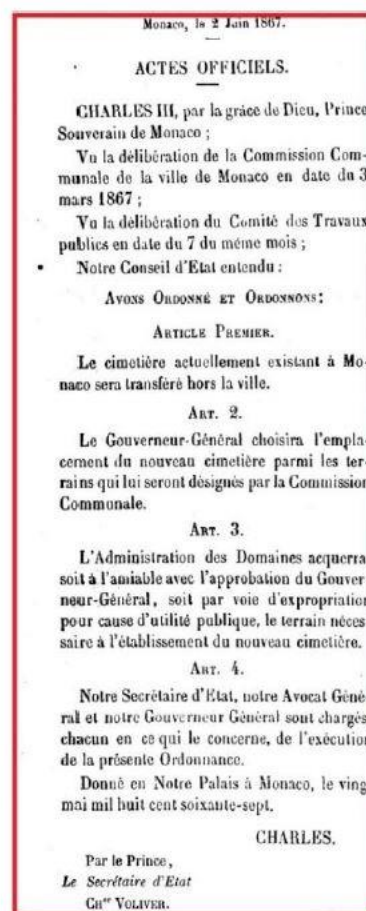 Monaco, le 2 Juin 1867.
ACTES OFFICIELS.
CHARLES III, par la grâce de Dieu, Prince
Souverain de Monaco ;
Vu la délibération de la Commission Com-
munale de la ville de Monaco en date du 3
mars 1867 ;
Vu la délibération du Comité des Travaux
publics en date du 7 du même mois ;
Notre Conseil d'Etat entendu :
AVONS ORDONNÉ ET ORDONNONS:
ARTICLE PREMIER.
Le cimetière actuellement existant à Mo-
naco sera transféré hors la ville.
ART. 2.
Le Gouverneur-Général choisira l'empla-
cement du nouveau cimetière parmi les ter-
rains qui lui seront désignés par la Commission
Communale.
ART. 3.
L'Administration des Domaines acquerra
soit à l'amiable avec l'approbation du Gouver
neur-Général, soit par voie d'expropriation
pour cause d'utilité publique, le terrain néces
saire à l'établissement du nouveau cimetière.
ART. 4.
Notre Secrétaire d'Etat, notre Avocat Géné
ral et notre Gouverneur Général sont chargés
chacun en ce qui le concerne, de l'exécution
de la présente Ordonnance.
Donné en Notre Palais à Monaco, le ving
mai mil huit cent soixante-sept.
CHARLES.
Par le Prince,
Le Secrétaire d'Etat
Cher VOLIVER.